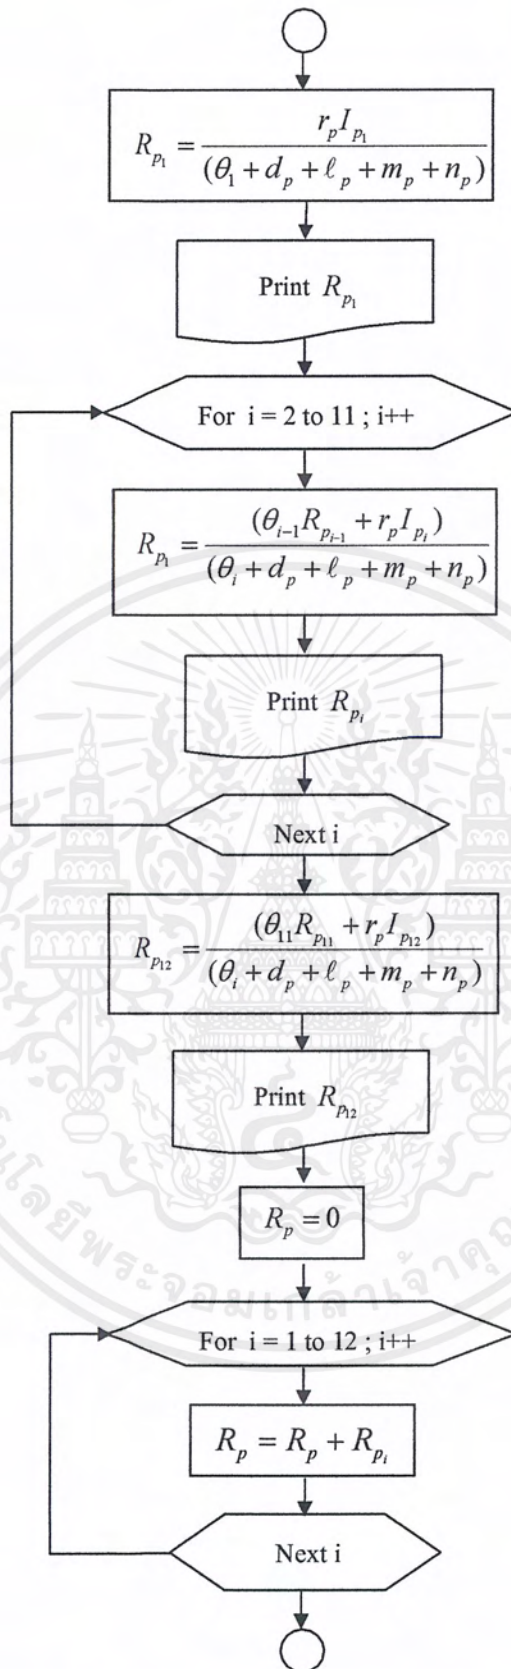 R_{p_1} = \frac{r_p I_{p_1}}{(\theta_1 + d_p + \ell_p + m_p + n_p)}
Print R_{p_1}
For i = 2 to 11 ; i++
R_{p_1} = \frac{(\theta_{i-1} R_{p_{i-1}} + r_p I_{p_i})}{(\theta_i + d_p + \ell_p + m_p + n_p)}
Print R_{p_i}
Next i
R_{p_{12}} = \frac{(\theta_{11} R_{p_{11}} + r_p I_{p_{12}})}{(\theta_i + d_p + \ell_p + m_p + n_p)}
Print R_{p_{12}}
R_p = 0
For i = 1 to 12 ; i++
R_p = R_p + R_{p_i}
Next i